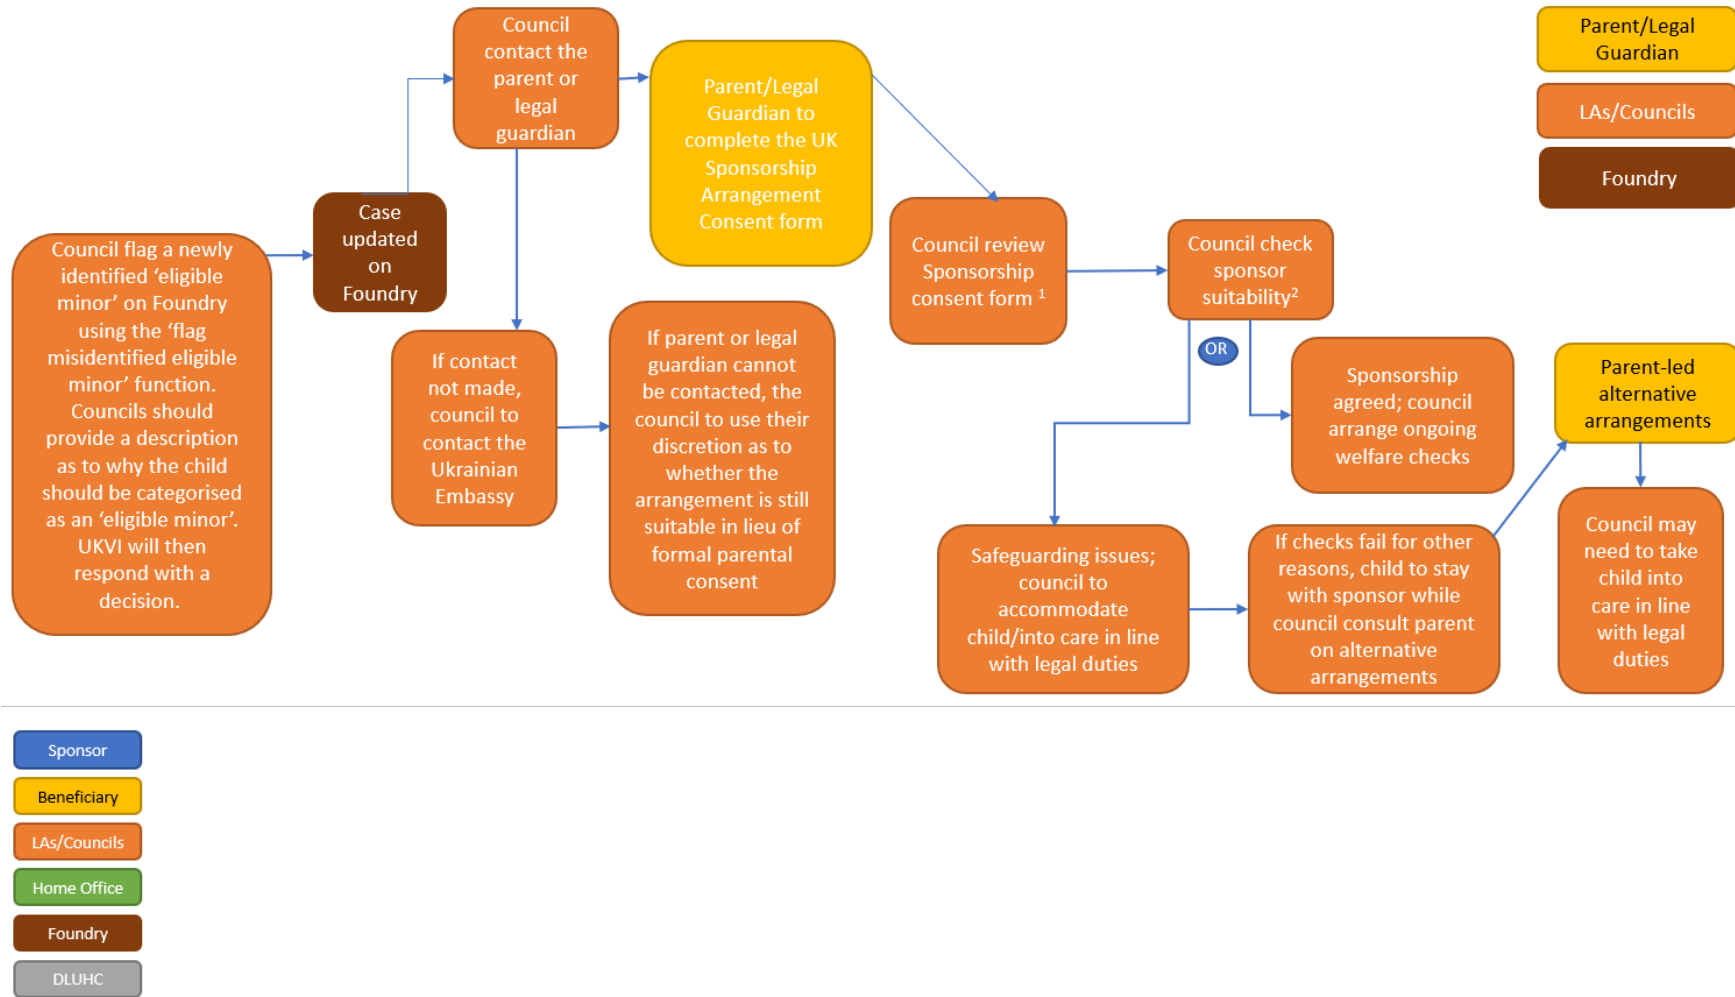 Council flag a newly
identified ‘eligible
minor’ on Foundry
using the ‘flag
misidentified eligible
minor’ function.
Councils should
provide a description
as to why the child
should be categorised
as an ‘eligible minor’.
UKVI will then
respond with a
decision.
Case
updated
on
Foundry
Council
contact the
parent or
legal
guardian
Parent/Legal
Guardian to
complete the UK
Sponsorship
Arrangement
Consent form
If contact
not made,
council to
contact the
Ukrainian
Embassy
If parent or legal
guardian cannot
be contacted, the
council to use their
discretion as to
whether the
arrangement is still
suitable in lieu of
formal parental
consent
Council review
Sponsorship
consent form 1
Council check
sponsor
suitability2
OR
Sponsorship
agreed; council
arrange ongoing
welfare checks
Safeguarding issues;
council to
accommodate
child/into care in line
with legal duties
If checks fail for other
reasons, child to stay
with sponsor while
council consult parent
on alternative
arrangements
Parent-led
alternative
arrangements
Council may
need to take
child into
care in line
with legal
duties
Parent/Legal
Guardian
LAs/Councils
Foundry
Sponsor
Beneficiary
LAs/Councils
Home Office
Foundry
DLUHC